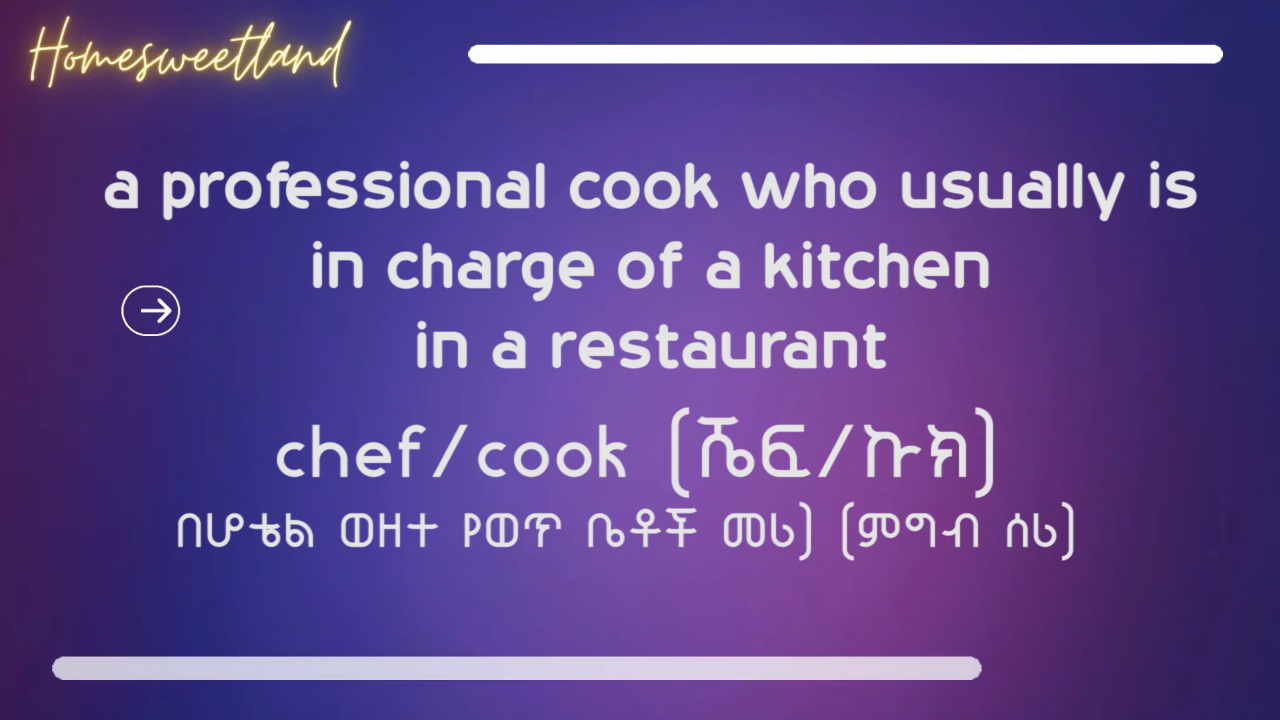 Homesweetland
a professional cook who usually is
in charge of a kitchen
in a restaurant
chef/cook (ሼፍ/ኩክ)
በሆቴል ወዘተ የወጥ ቤቶች መሪ) (ምግብ ሰሪ)